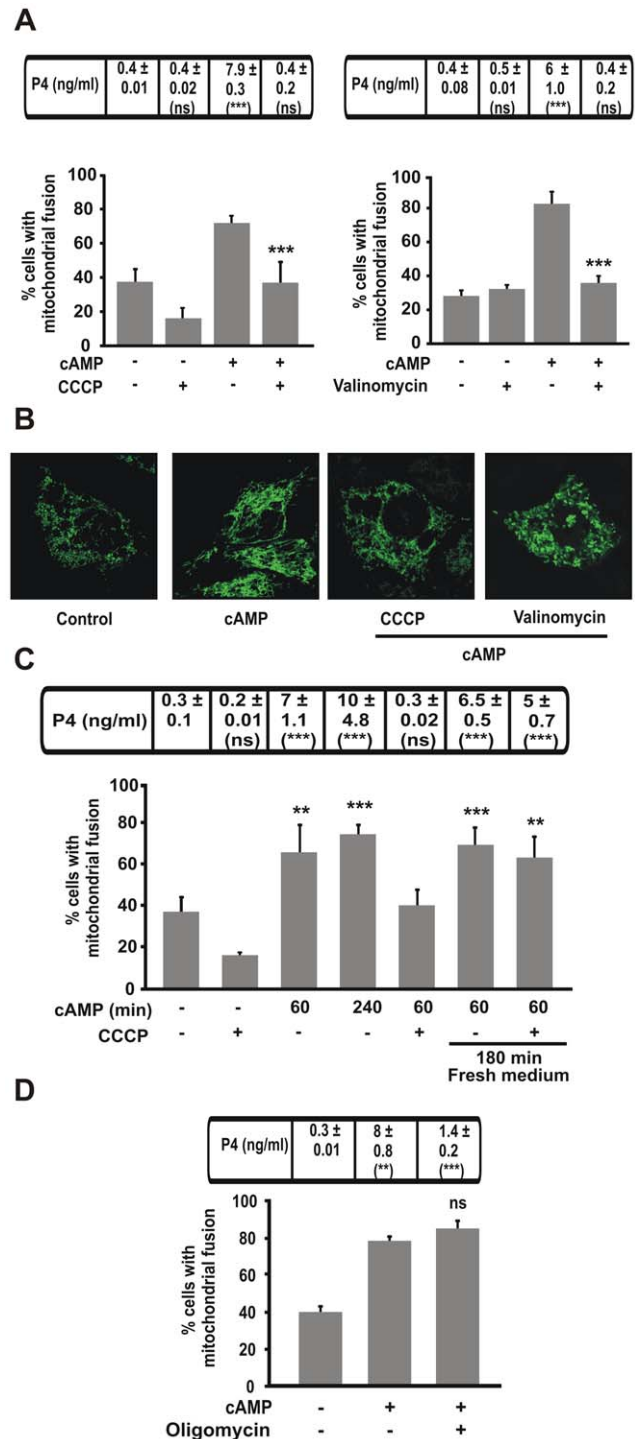 A
P4 (ng/ml) 0.4 ± 0.01 0.4 ± 0.02 (ns) 7.9 ± 0.3 (***) 0.4 ± 0.2 (ns)
P4 (ng/ml) 0.4 ± 0.08 0.5 ± 0.01 (ns) 6 ± 1.0 (***) 0.4 ± 0.2 (ns)
% cells with
mitochondrial fusion
100
80
60
40
20
0
***
cAMP - - + +
CCCP - + - +
% cells with
mitochondrial fusion
100
80
60
40
20
0
***
cAMP - - + +
Valinomycin - + - +
B
Control cAMP CCCP Valinomycin
cAMP
C
P4 (ng/ml) 0.3 ± 0.1 0.2 ± 0.01 (ns) 7 ± 1.1 (***) 10 ± 4.8 (***) 0.3 ± 0.02 (ns) 6.5 ± 0.5 (***) 5 ± 0.7 (***)
% cells with
mitochondrial fusion
100
80
60
40
20
0
** *** *** **
cAMP (min) - - 60 240 60 60 60
CCCP - + - - + - +
180 min
Fresh medium
D
P4 (ng/ml) 0.3 ± 0.01 8 ± 0.8 (**) 1.4 ± 0.2 (***)
% cells with
mitochondrial fusion
100
80
60
40
20
0
ns
cAMP - + +
Oligomycin - - +